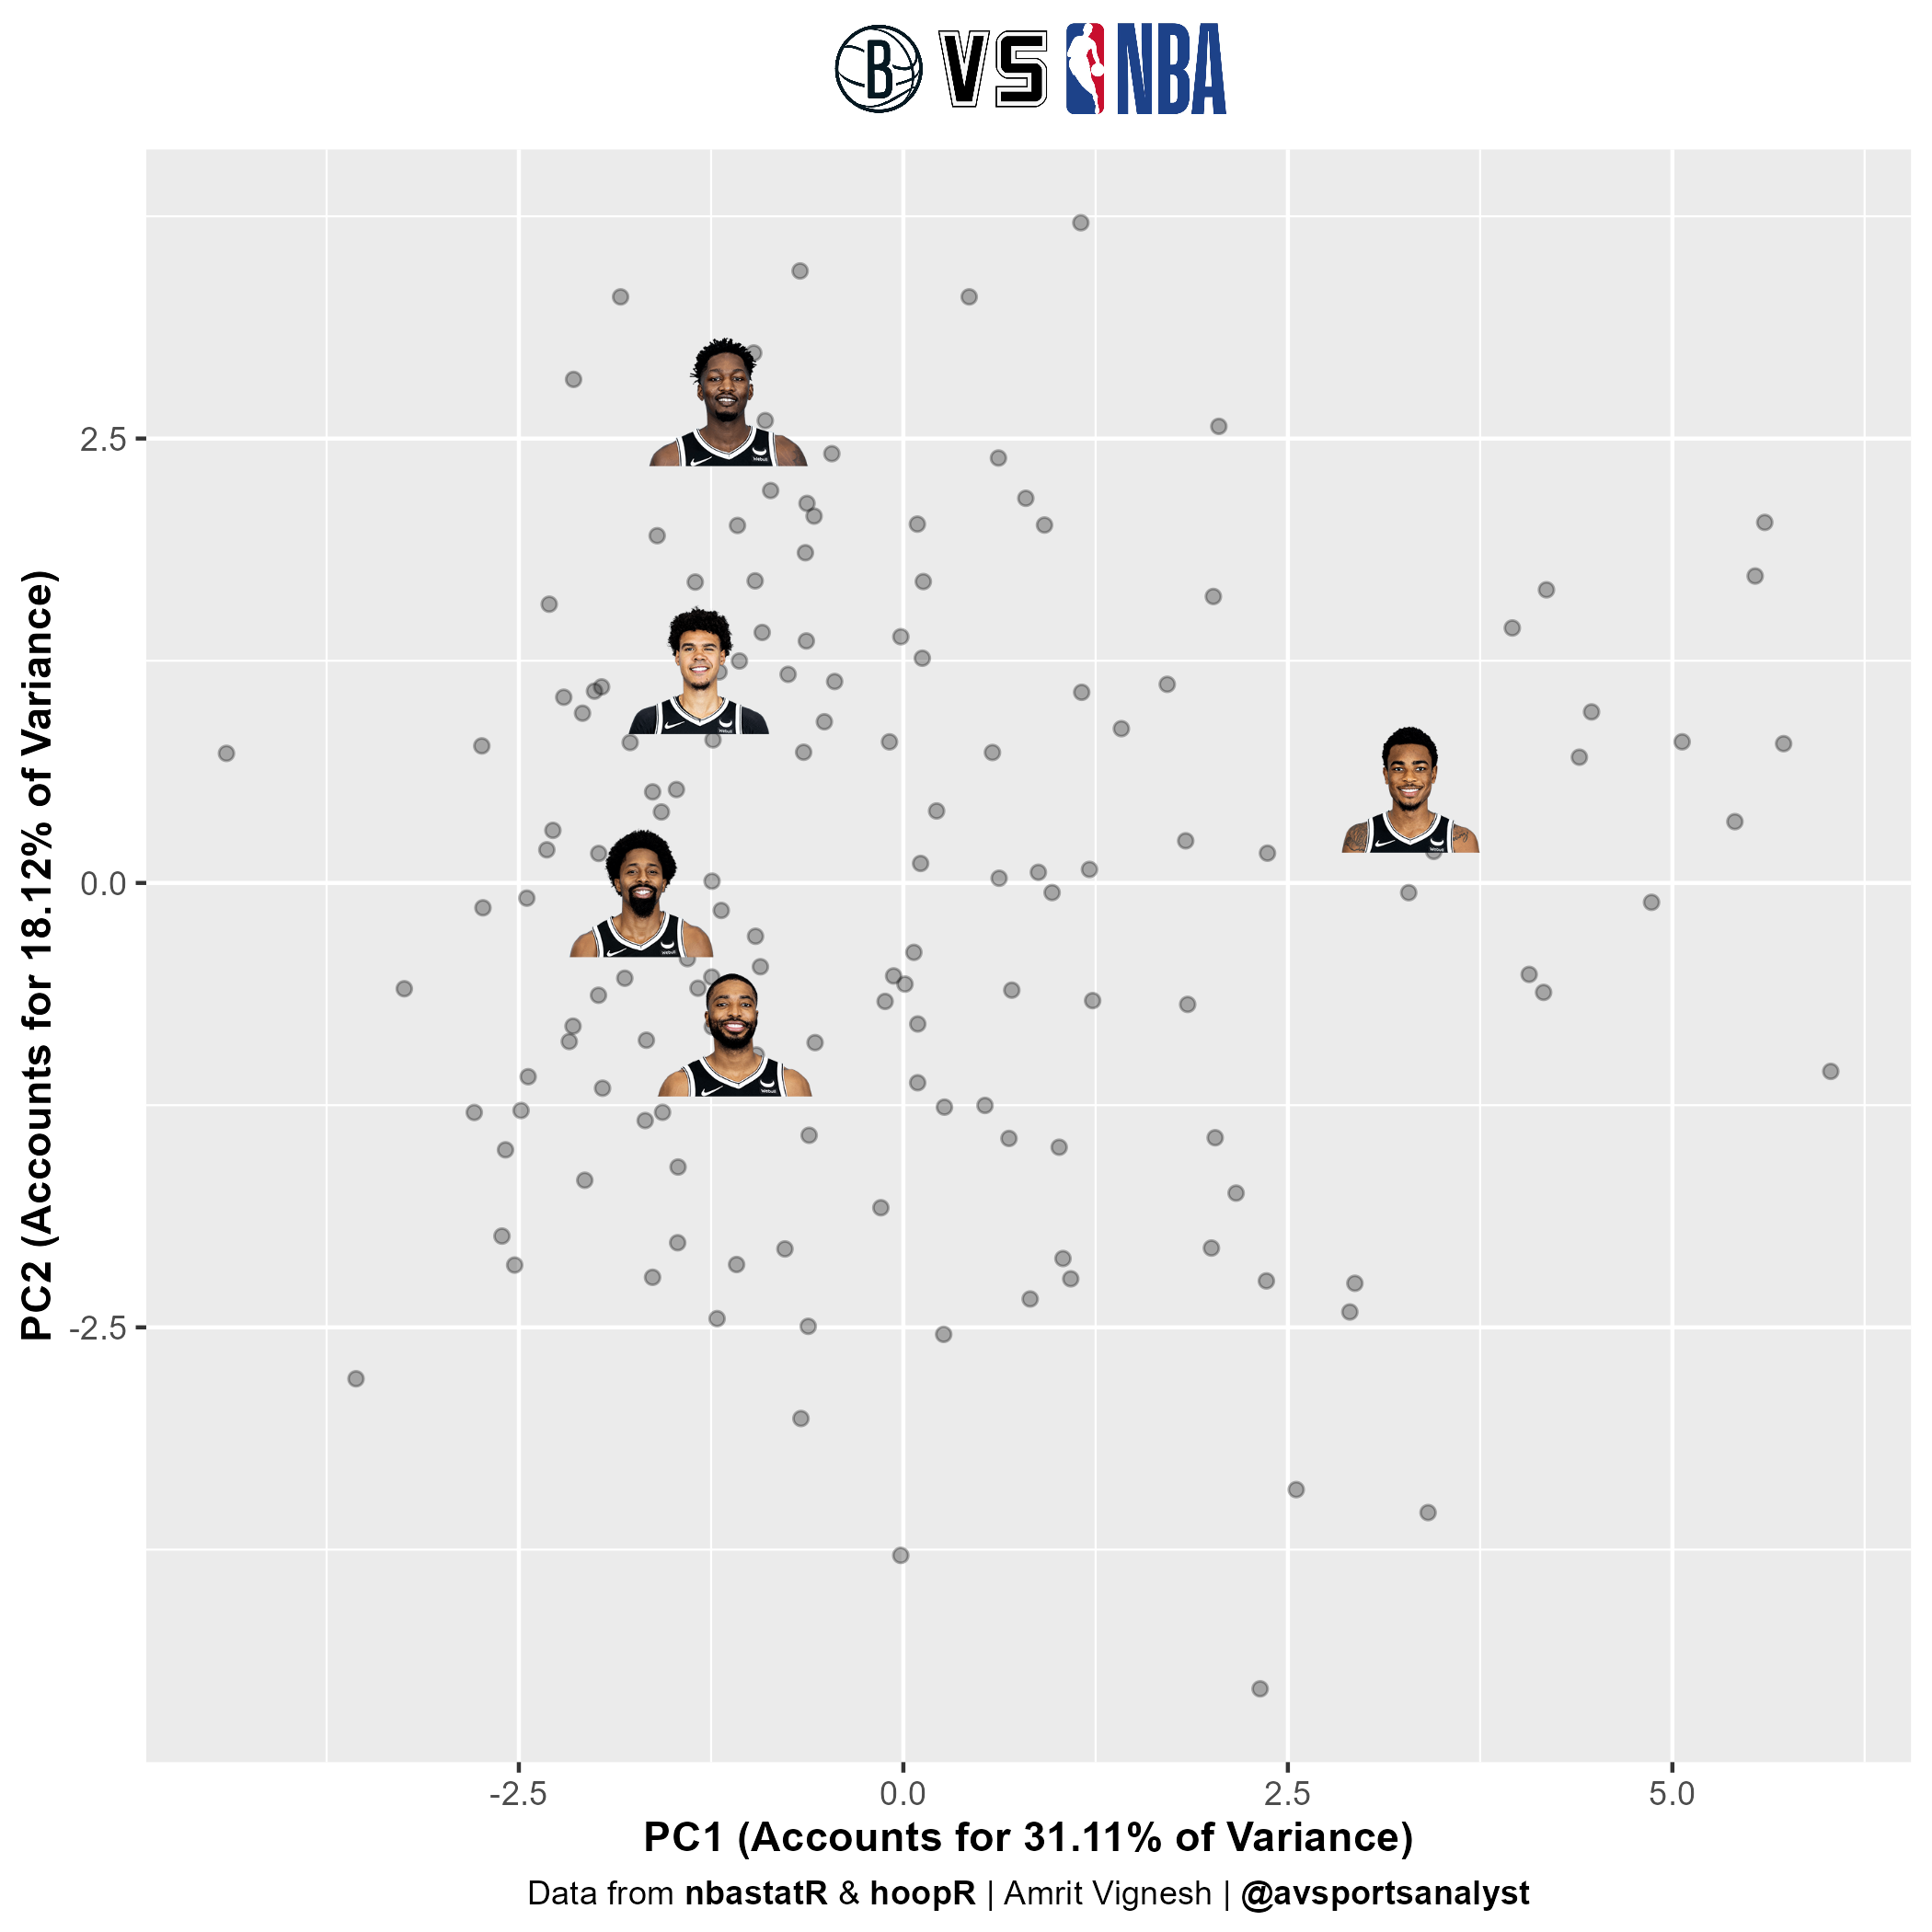 B VS NBA
PC2 (Accounts for 18.12% of Variance)
2.5
0.0
-2.5
-2.5
0.0
2.5
5.0
PC1 (Accounts for 31.11% of Variance)
Data from nbastatR & hoopR | Amrit Vignesh | @avsportsanalyst